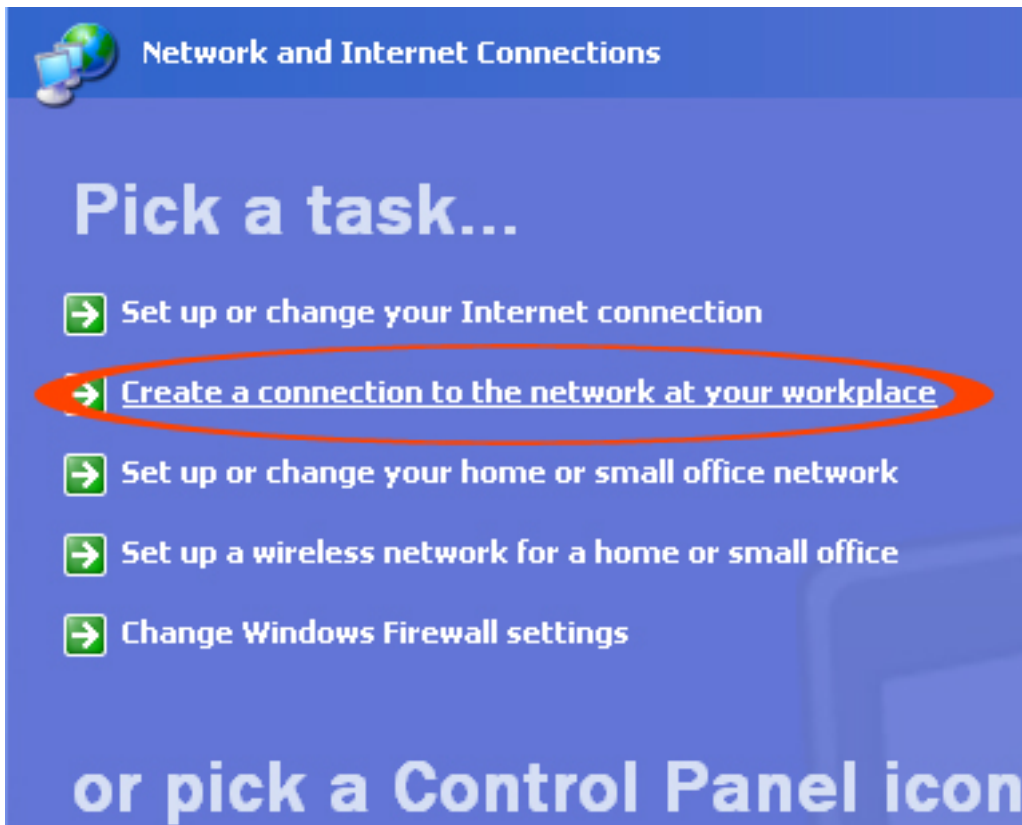 Network and Internet Connections
Pick a task...
Set up or change your Internet connection
Create a connection to the network at your workplace
Set up or change your home or small office network
Set up a wireless network for a home or small office
Change Windows Firewall settings
or pick a Control Panel icon